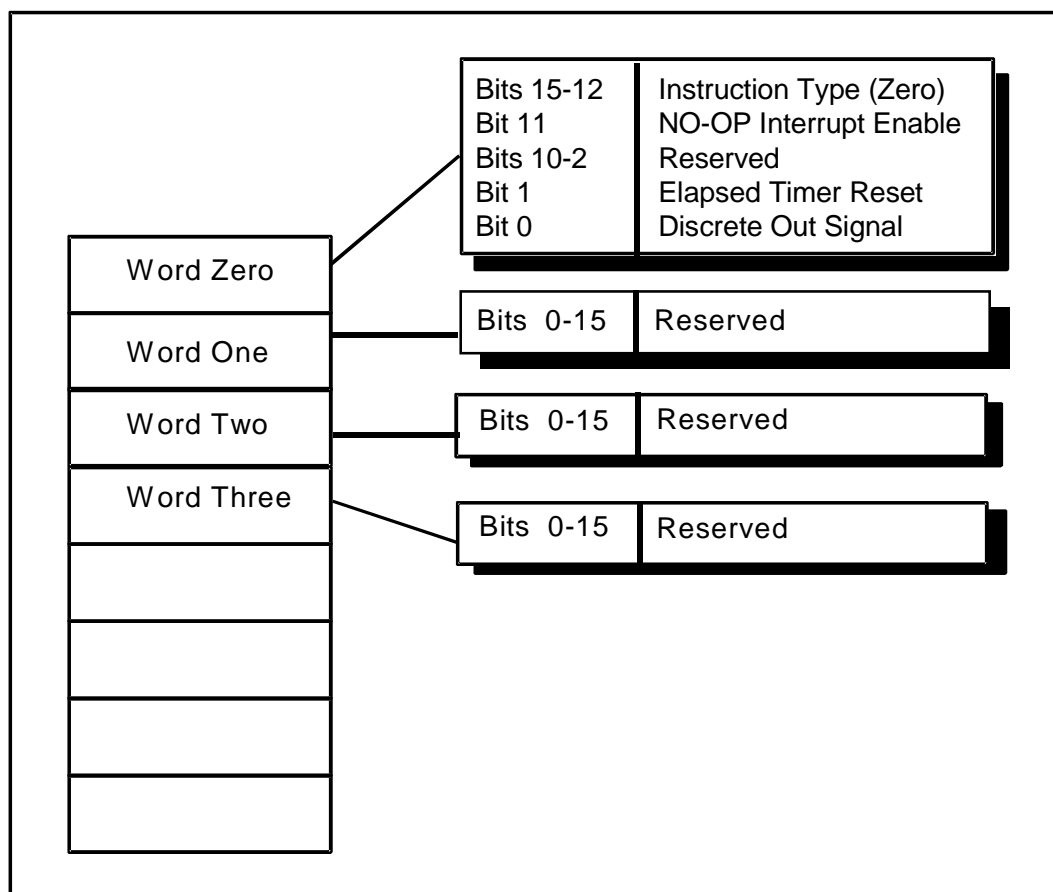 Bits 15-12 Instruction Type (Zero)
Bit 11 NO-OP Interrupt Enable
Bits 10-2 Reserved
Bit 1 Elapsed Timer Reset
Bit 0 Discrete Out Signal
Word Zero
Bits 0-15 Reserved
Word One
Bits 0-15 Reserved
Word Two
Word Three
Bits 0-15 Reserved